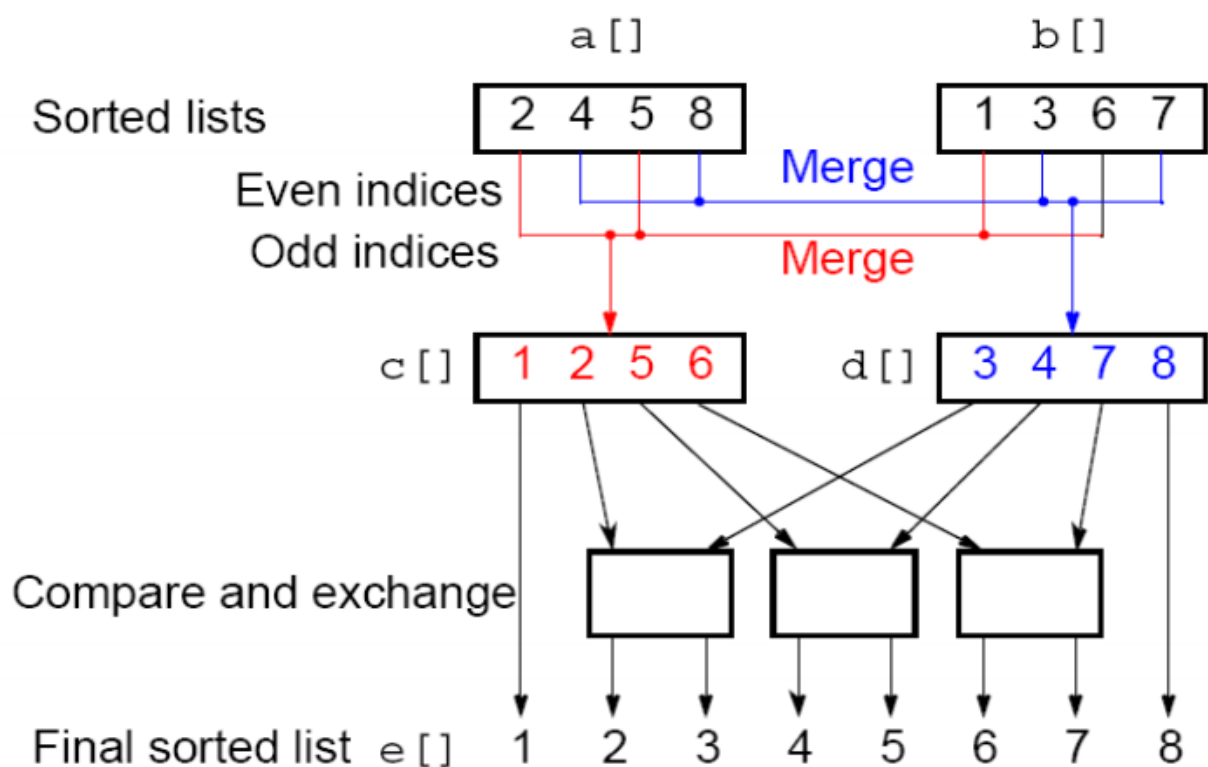 a[] b[]
Sorted lists 2 4 5 8 1 3 6 7
Merge
Even indices
Odd indices
Merge
c[] 1 2 5 6 d[] 3 4 7 8
Compare and exchange
Final sorted list e[] 1 2 3 4 5 6 7 8